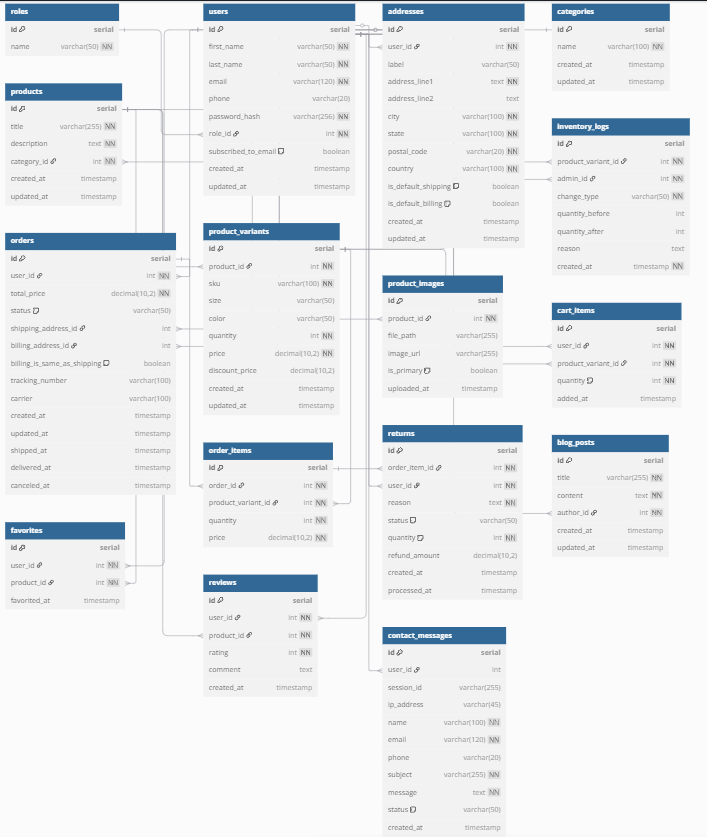 roles
id serial
name varchar(50) NN
products
id serial
title varchar(255) NN
description text NN
category_id int NN
created_at timestamp
updated_at timestamp
orders
id serial
user_id int NN
total_price decimal(10,2) NN
status varchar(50)
shipping_address_id int
billing_address_id int
billing_is_same_as_shipping boolean
tracking_number varchar(100)
carrier varchar(100)
created_at timestamp
updated_at timestamp
shipped_at timestamp
delivered_at timestamp
canceled_at timestamp
favorites
id serial
user_id int NN
product_id int NN
favorited_at timestamp
users
id serial
first_name varchar(50) NN
last_name varchar(50) NN
email varchar(120) NN
phone varchar(20)
password_hash varchar(256) NN
role_id int NN
subscribed_to_email boolean
created_at timestamp
updated_at timestamp
product_variants
id serial
product_id int NN
sku varchar(100) NN
size varchar(50)
color varchar(50)
quantity int NN
price decimal(10,2) NN
discount_price decimal(10,2)
created_at timestamp
updated_at timestamp
order_items
id serial
order_id int NN
product_variant_id int NN
quantity int NN
price decimal(10,2) NN
reviews
id serial
user_id int NN
product_id int NN
rating int NN
comment text
created_at timestamp
addresses
id serial
user_id int NN
label varchar(50)
address_line1 text NN
address_line2 text
city varchar(100) NN
state varchar(100) NN
postal_code varchar(20) NN
country varchar(100) NN
is_default_shipping boolean
is_default_billing boolean
created_at timestamp
updated_at timestamp
product_images
id serial
product_id int NN
file_path varchar(255)
image_url varchar(255)
is_primary boolean
uploaded_at timestamp
returns
id serial
order_item_id int NN
user_id int NN
reason text NN
status varchar(50)
quantity int NN
refund_amount decimal(10,2)
created_at timestamp
processed_at timestamp
contact_messages
id serial
user_id int
session_id varchar(255)
ip_address varchar(45)
name varchar(100) NN
email varchar(120) NN
phone varchar(20)
subject varchar(255) NN
message text NN
status varchar(50)
created_at timestamp
categories
id serial
name varchar(100) NN
created_at timestamp
updated_at timestamp
inventory_logs
id serial
product_variant_id int NN
admin_id int NN
change_type varchar(50) NN
quantity_before int
quantity_after int
reason text
created_at timestamp NN
cart_items
id serial
user_id int NN
product_variant_id int NN
quantity int NN
added_at timestamp
blog_posts
id serial
title varchar(255) NN
content text NN
author_id int NN
created_at timestamp
updated_at timestamp